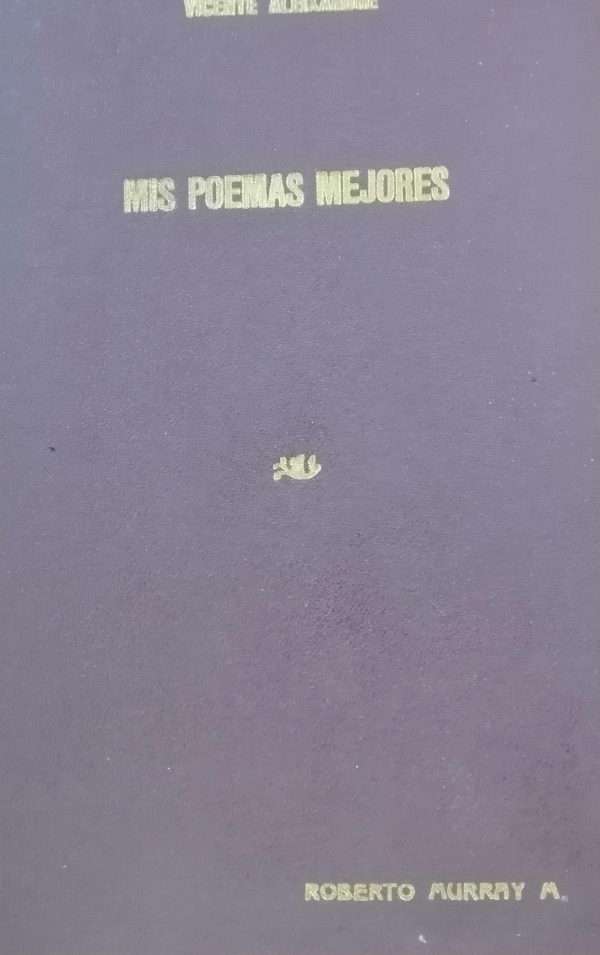 VICENTE ALEIXANDRE
MIS POEMAS MEJORES
ROBERTO MURRAY M.